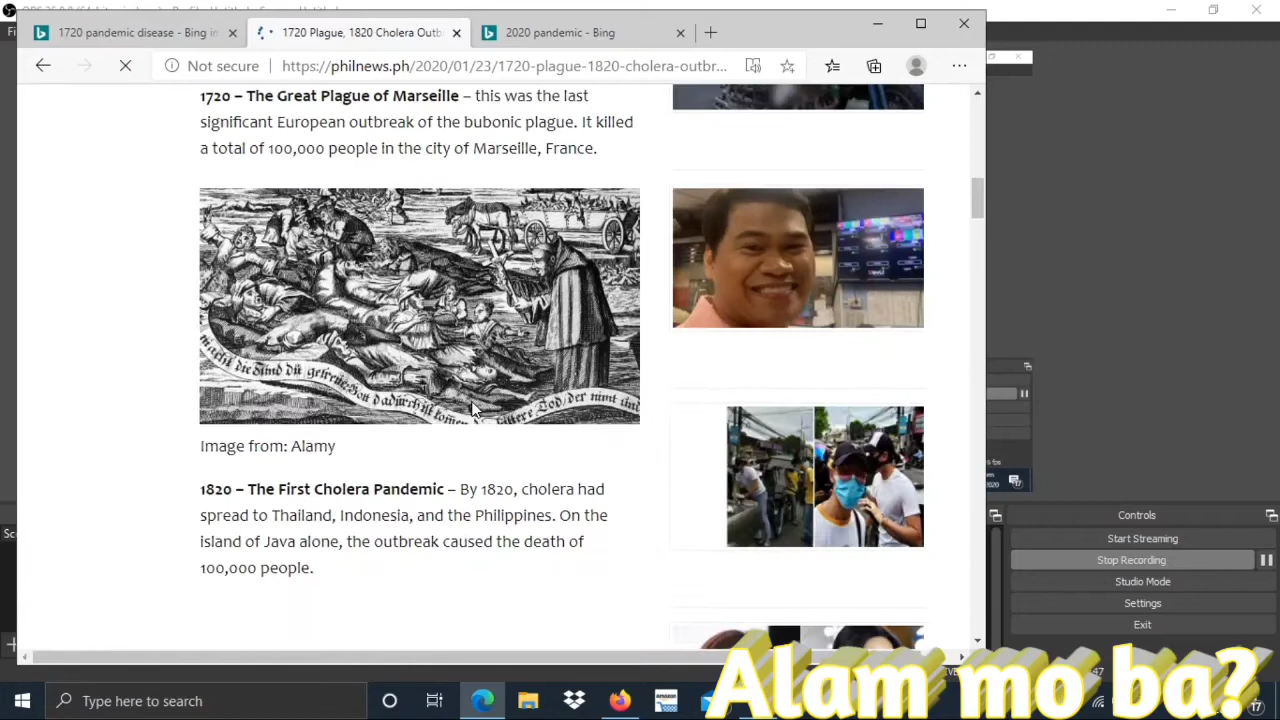 1720 pandemic disease - Bing im
1720 Plague, 1820 Cholera Outb
2020 pandemic - Bing
Not secure
https://philnews.ph/2020/01/23/1720-plague-1820-cholera-outbr...
1720 – The Great Plague of Marseille – this was the last
significant European outbreak of the bubonic plague. It killed
a total of 100,000 people in the city of Marseille, France.
Image from: Alamy
1820 – The First Cholera Pandemic – By 1820, cholera had
spread to Thailand, Indonesia, and the Philippines. On the
island of Java alone, the outbreak caused the death of
100,000 people.
Controls
Start Streaming
Stop Recording
Studio Mode
Settings
Exit
Type here to search
amazon
Alam mo ba?
17